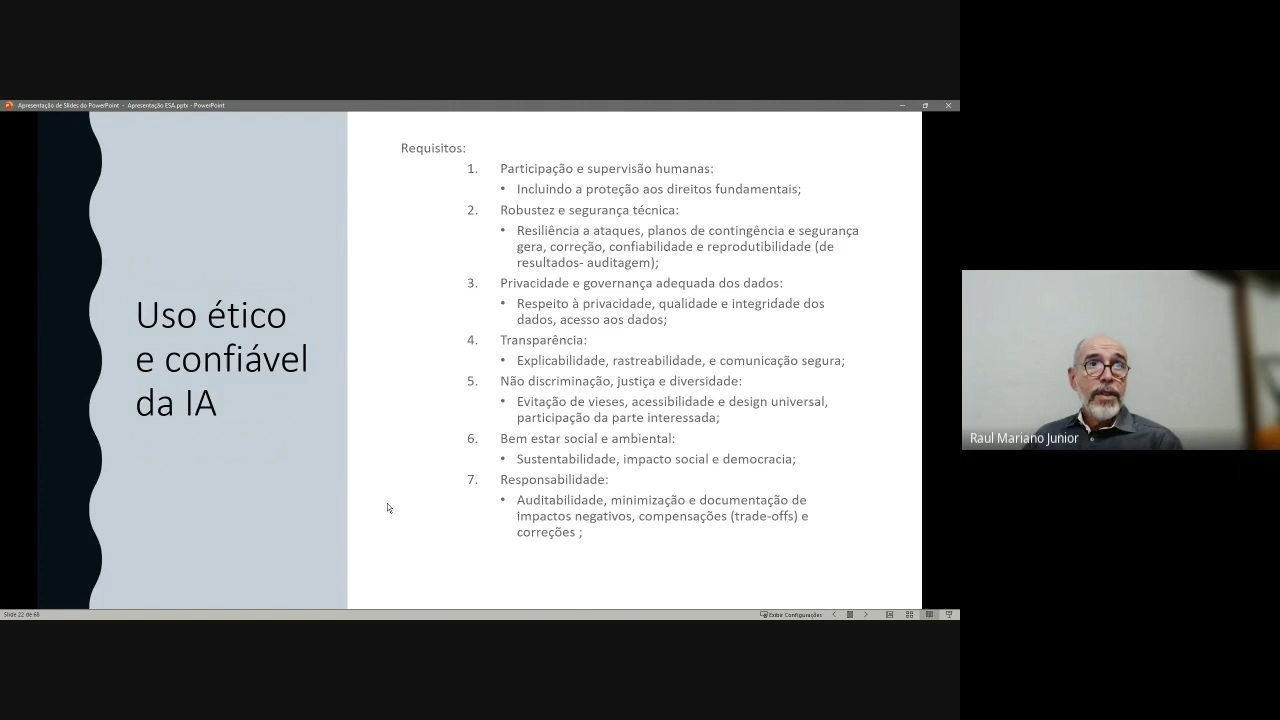 Apresentação de Slides do PowerPoint - Apresentação ESA.pptx - PowerPoint
Uso ético
e confiável
da IA
Requisitos:
1. Participação e supervisão humanas:
• Incluindo a proteção aos direitos fundamentais;
2. Robustez e segurança técnica:
• Resiliência a ataques, planos de contingência e segurança
gera, correção, confiabilidade e reprodutibilidade (de
resultados- auditagem);
3. Privacidade e governança adequada dos dados:
• Respeito à privacidade, qualidade e integridade dos
dados, acesso aos dados;
4. Transparência:
• Explicabilidade, rastreabilidade, e comunicação segura;
5. Não discriminação, justiça e diversidade:
• Evitação de vieses, acessibilidade e design universal,
participação da parte interessada;
6. Bem estar social e ambiental:
• Sustentabilidade, impacto social e democracia;
7. Responsabilidade:
• Auditabilidade, minimização e documentação de
impactos negativos, compensações (trade-offs) e
correções ;
Raul Mariano Junior
Slide 22 de 68
Exibir Configurações